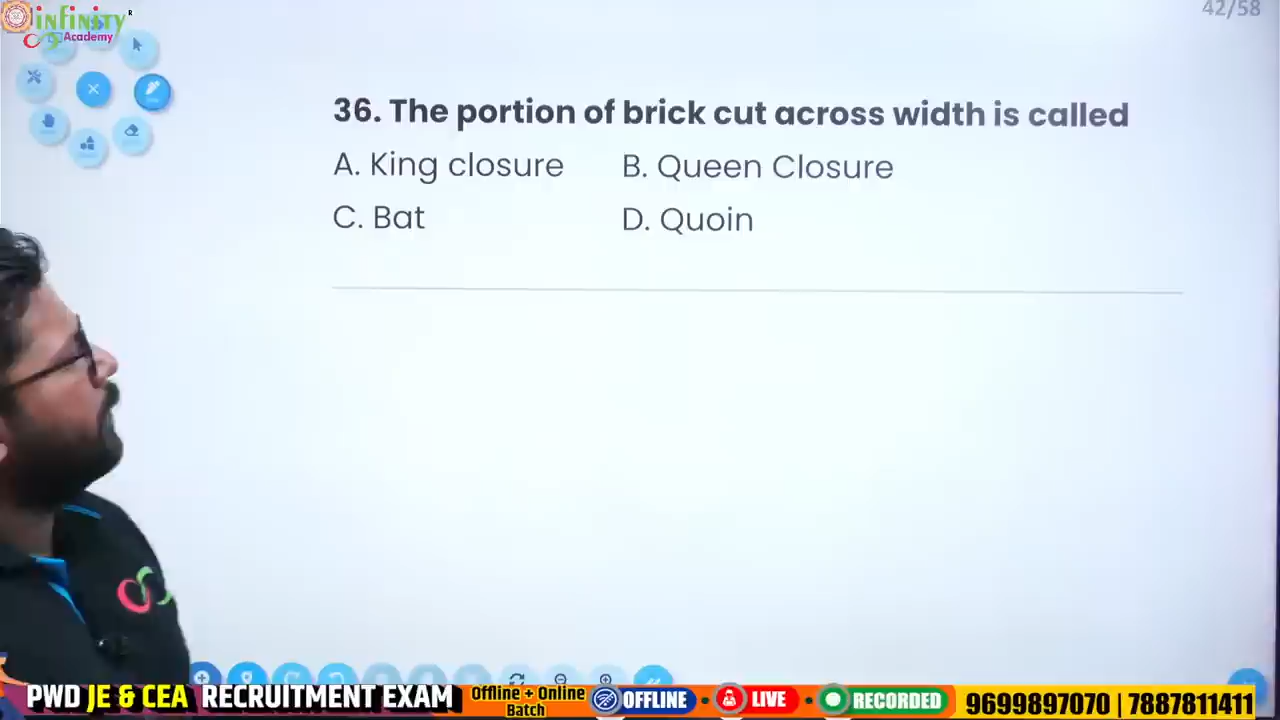 infinity
Academy
42/58
36. The portion of brick cut across width is called
A. King closure B. Queen Closure
C. Bat D. Quoin
PWD JE & CEA RECRUITMENT EXAM
Offline + Online
Batch
OFFLINE • LIVE • RECORDED
9699897070 | 7887811411